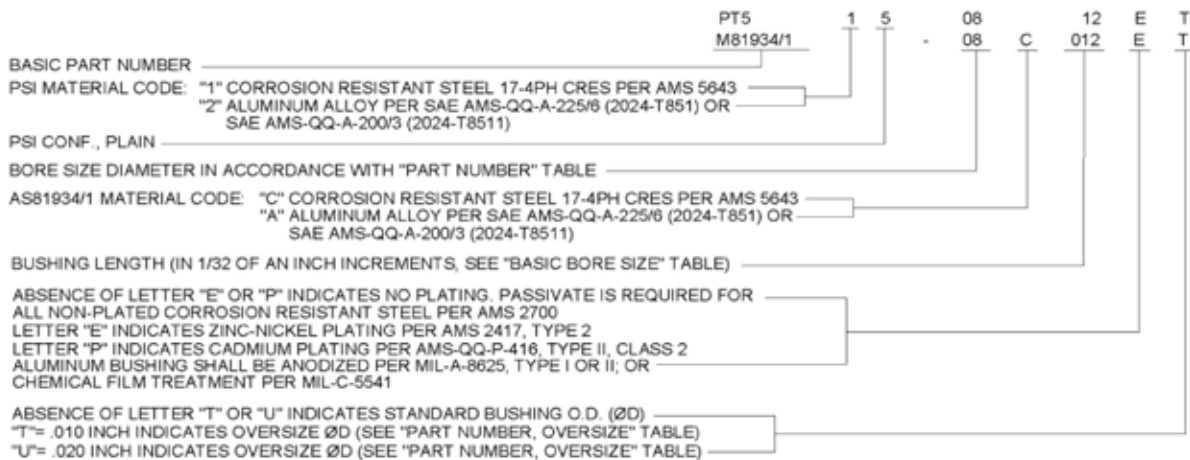 PT5 1 5 08 12 E T
M81934/1 - 08 C 012 E T
BASIC PART NUMBER
PSI MATERIAL CODE: "1" CORROSION RESISTANT STEEL 17-4PH CRES PER AMS 5643
"2" ALUMINUM ALLOY PER SAE AMS-QQ-A-225/6 (2024-T851) OR
SAE AMS-QQ-A-200/3 (2024-T8511)
PSI CONF., PLAIN
BORE SIZE DIAMETER IN ACCORDANCE WITH "PART NUMBER" TABLE
AS81934/1 MATERIAL CODE: "C" CORROSION RESISTANT STEEL 17-4PH CRES PER AMS 5643
"A" ALUMINUM ALLOY PER SAE AMS-QQ-A-225/6 (2024-T851) OR
SAE AMS-QQ-A-200/3 (2024-T8511)
BUSHING LENGTH (IN 1/32 OF AN INCH INCREMENTS, SEE "BASIC BORE SIZE" TABLE)
ABSENCE OF LETTER "E" OR "P" INDICATES NO PLATING. PASSIVATE IS REQUIRED FOR
ALL NON-PLATED CORROSION RESISTANT STEEL PER AMS 2700
LETTER "E" INDICATES ZINC-NICKEL PLATING PER AMS 2417, TYPE 2
LETTER "P" INDICATES CADMIUM PLATING PER AMS-QQ-P-416, TYPE II, CLASS 2
ALUMINUM BUSHING SHALL BE ANODIZED PER MIL-A-8625, TYPE I OR II; OR
CHEMICAL FILM TREATMENT PER MIL-C-5541
ABSENCE OF LETTER "T" OR "U" INDICATES STANDARD BUSHING O.D. (ØD)
"T"= .010 INCH INDICATES OVERSIZE ØD (SEE "PART NUMBER, OVERSIZE" TABLE)
"U"= .020 INCH INDICATES OVERSIZE ØD (SEE "PART NUMBER, OVERSIZE" TABLE)